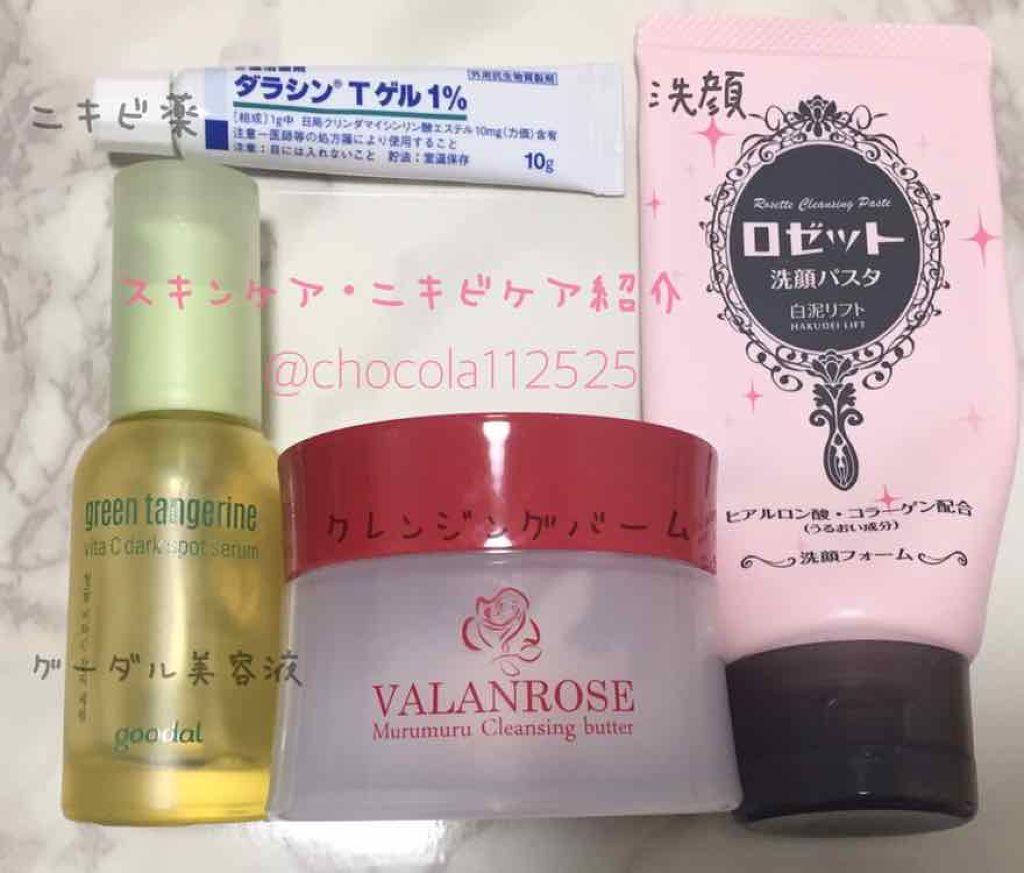 ニキビ薬
ダラシン® Tゲル1%
外用抗生物質製剤
[組成]1g中 日局クリンダマイシンリン酸エステル10mg(力価)含有
注意-医師等の処方箋により使用すること
注意:目には入れないこと 貯法:室温保存
10g
洗顔
Rosette Cleansing Paste
ロゼット
洗顔パスタ
白泥リフト
HAKUDEI LIFT
ヒアルロン酸・コラーゲン配合
(うるおい成分)
洗顔フォーム
スキンケア・ニキビケア紹介
@chocola112525
green tangerine
vita C dark spot serum
グーダル美容液
goodal
クレンジングバーム
VALANROSE
Murumuru Cleansing butter